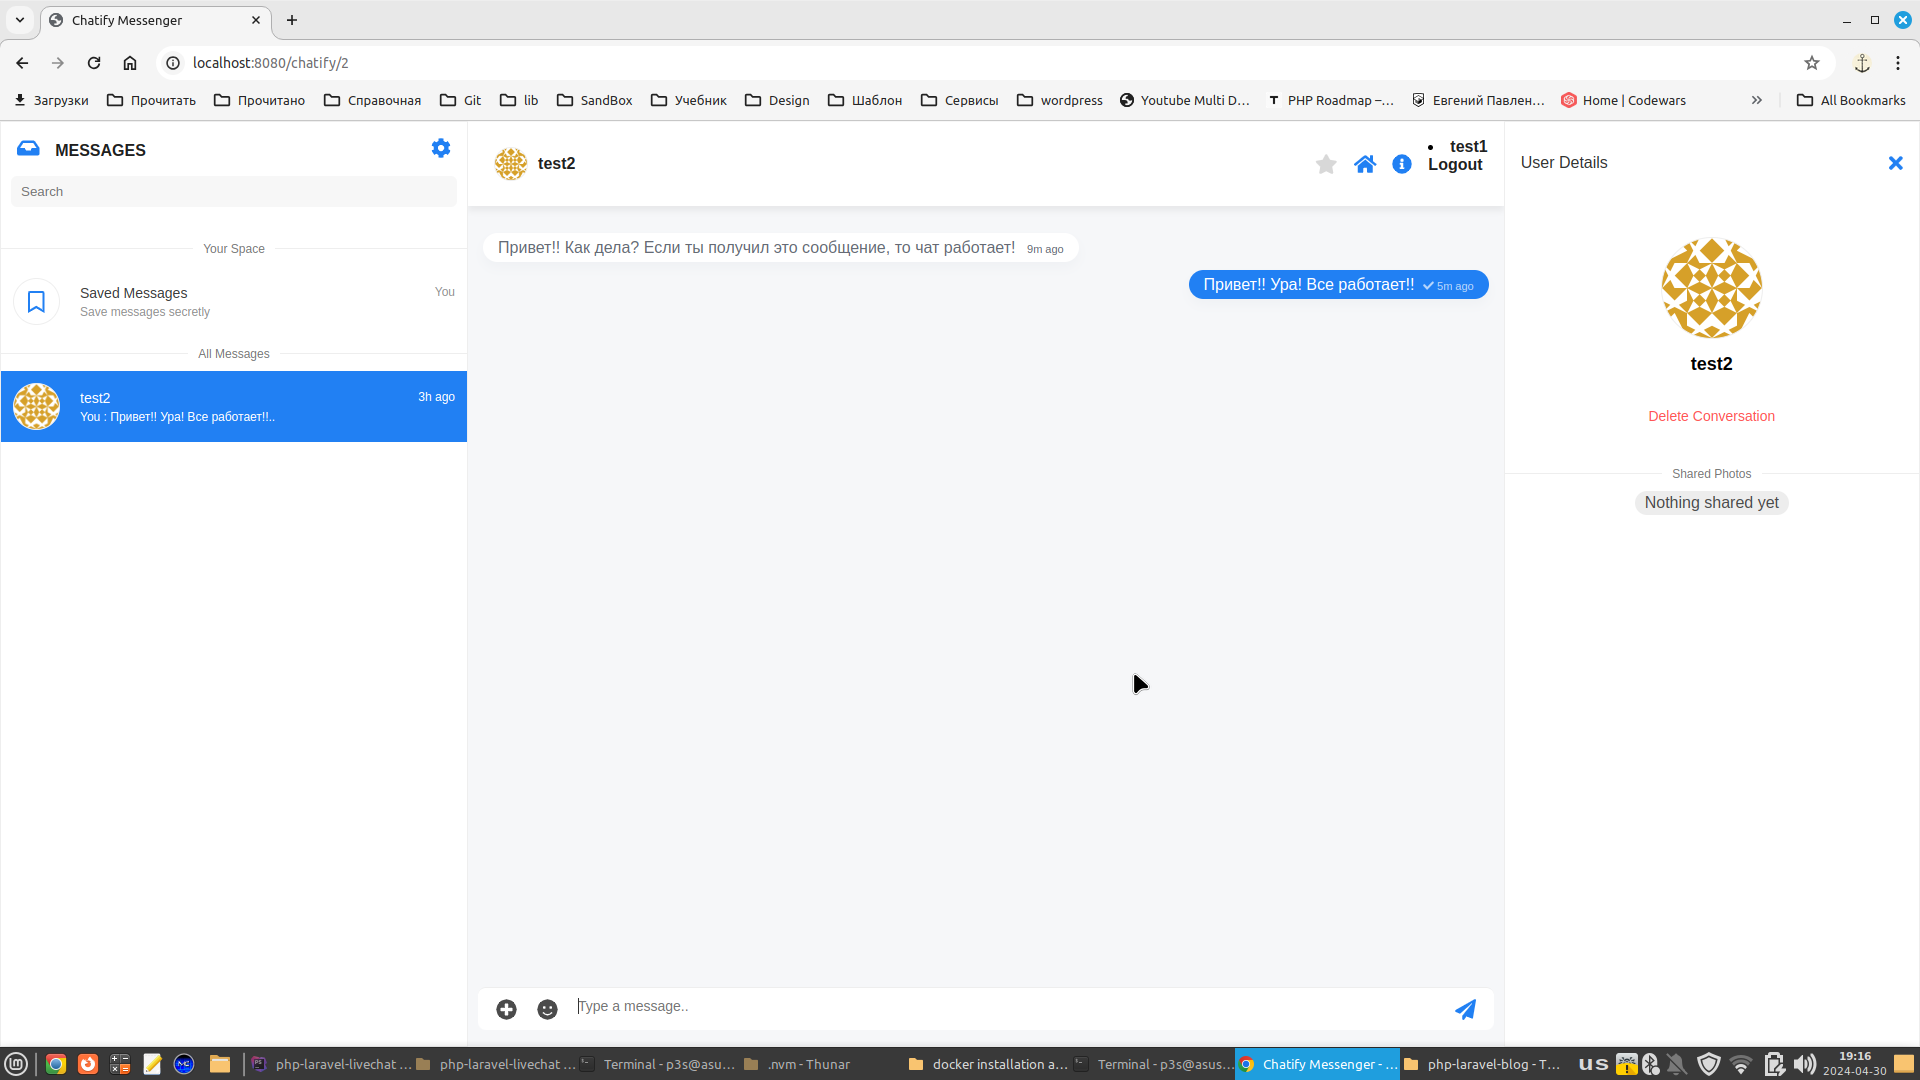 Chatify Messenger
localhost:8080/chatify/2
Загрузки Прочитать Прочитано Справочная Git lib SandBox Учебник Design Шаблон Сервисы wordpress Youtube Multi D... PHP Roadmap –... Евгений Павлен... Home | Codewars All Bookmarks
MESSAGES
Search
Your Space
Saved Messages You
Save messages secretly
All Messages
test2 3h ago
You : Привет!! Ура! Все работает!!..
test2
test1
Logout
Привет!! Как дела? Если ты получил это сообщение, то чат работает! 9m ago
Привет!! Ура! Все работает!! 5m ago
Type a message..
User Details
test2
Delete Conversation
Shared Photos
Nothing shared yet
php-laravel-livechat ... php-laravel-livechat ... Terminal - p3s@asu... .nvm - Thunar docker installation a... Terminal - p3s@asus... Chatify Messenger - ... php-laravel-blog - T... us 19:16
2024-04-30